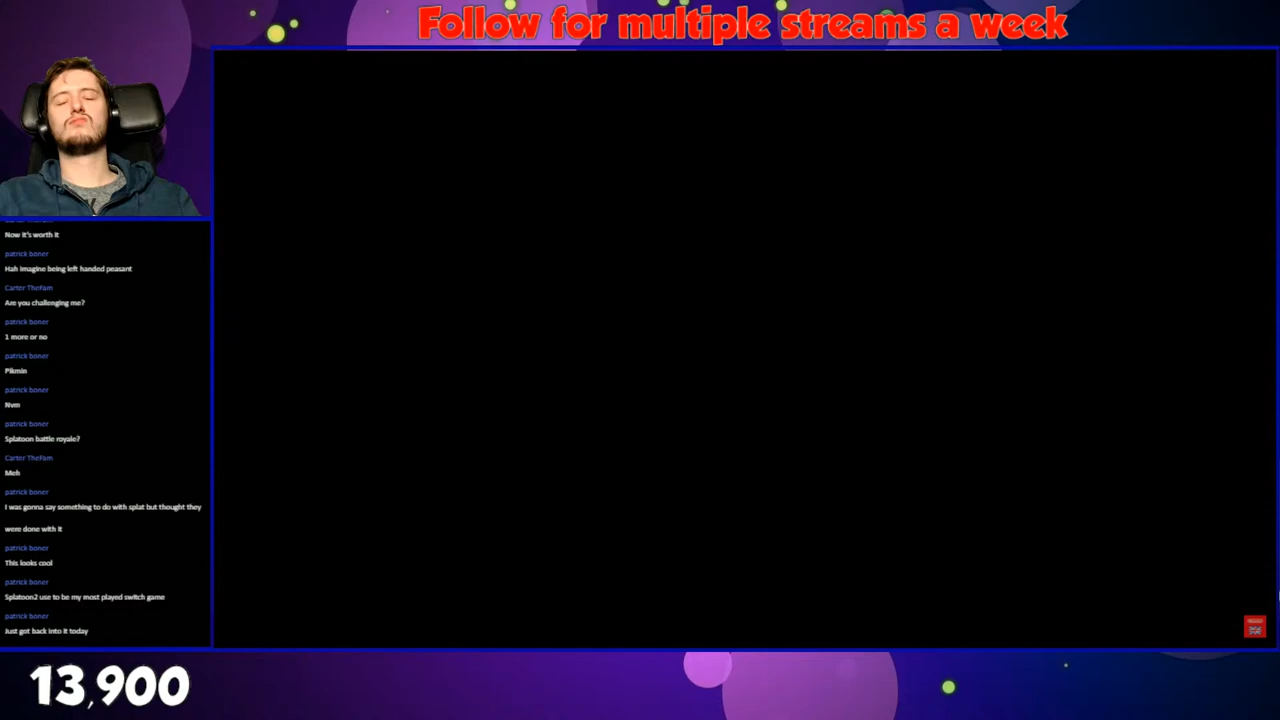 Follow for multiple streams a week
Now it's worth it
patrick boner
Hah imagine being left handed peasant
Carter TheFam
Are you challenging me?
patrick boner
1 more or no
patrick boner
Pikmin
patrick boner
Nvm
patrick boner
Splatoon battle royale?
Carter TheFam
Meh
patrick boner
I was gonna say something to do with splat but thought they
were done with it
patrick boner
This looks cool
patrick boner
Splatoon2 use to be my most played switch game
patrick boner
Just got back into it today
13,900